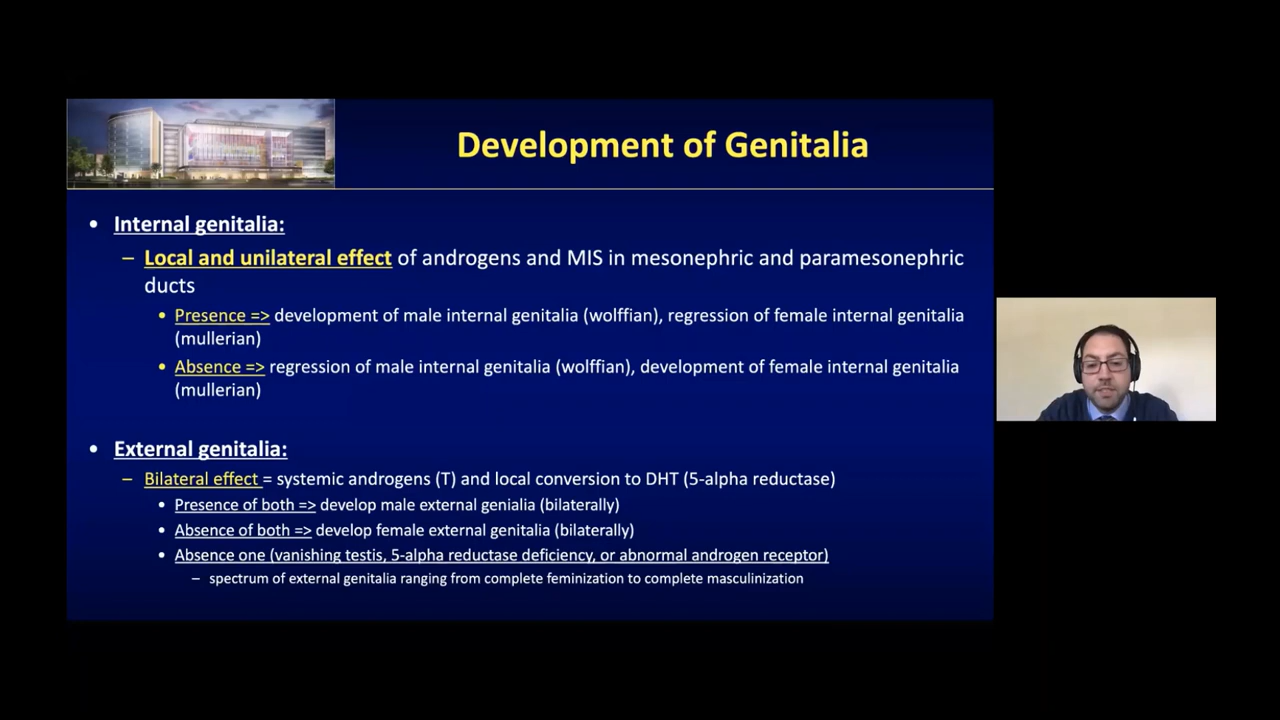 Development of Genitalia
• Internal genitalia:
– Local and unilateral effect of androgens and MIS in mesonephric and paramesonephric
ducts
• Presence => development of male internal genitalia (wolffian), regression of female internal genitalia
(mullerian)
• Absence => regression of male internal genitalia (wolffian), development of female internal genitalia
(mullerian)
• External genitalia:
– Bilateral effect = systemic androgens (T) and local conversion to DHT (5-alpha reductase)
• Presence of both => develop male external genialia (bilaterally)
• Absence of both => develop female external genitalia (bilaterally)
• Absence one (vanishing testis, 5-alpha reductase deficiency, or abnormal androgen receptor)
– spectrum of external genitalia ranging from complete feminization to complete masculinization